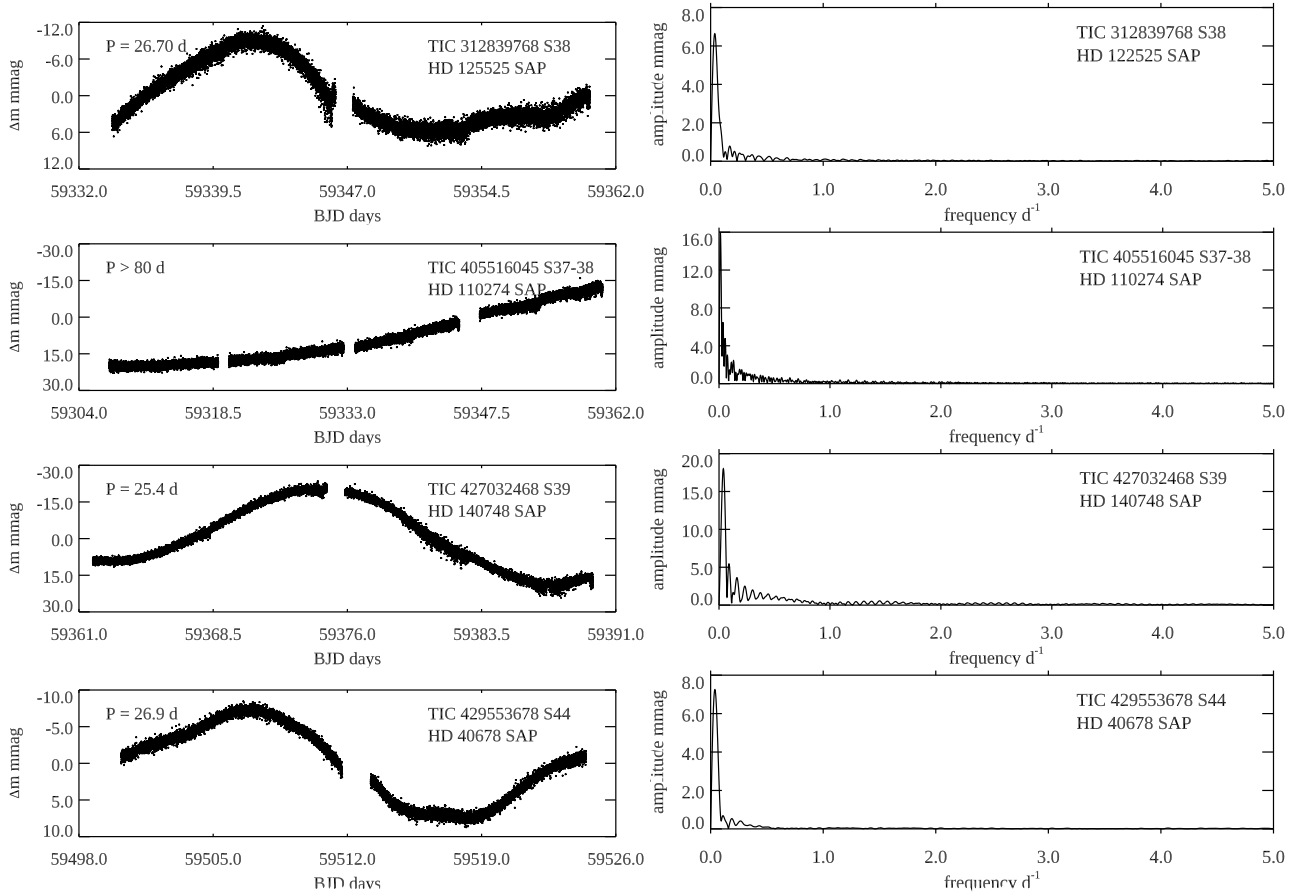 P = 26.70 d
TIC 312839768 S38
HD 125525 SAP
-12.0
-6.0
0.0
6.0
12.0
Δm mmag
59332.0 59339.5 59347.0 59354.5 59362.0
BJD days
TIC 312839768 S38
HD 122525 SAP
8.0
6.0
4.0
2.0
0.0
amplitude mmag
0.0 1.0 2.0 3.0 4.0 5.0
frequency d-1
P > 80 d
TIC 405516045 S37-38
HD 110274 SAP
-30.0
-15.0
0.0
15.0
30.0
Δm mmag
59304.0 59318.5 59333.0 59347.5 59362.0
BJD days
TIC 405516045 S37-38
HD 110274 SAP
16.0
12.0
8.0
4.0
0.0
amplitude mmag
0.0 1.0 2.0 3.0 4.0 5.0
frequency d-1
P = 25.4 d
TIC 427032468 S39
HD 140748 SAP
-30.0
-15.0
0.0
15.0
30.0
Δm mmag
59361.0 59368.5 59376.0 59383.5 59391.0
BJD days
TIC 427032468 S39
HD 140748 SAP
20.0
15.0
10.0
5.0
0.0
amplitude mmag
0.0 1.0 2.0 3.0 4.0 5.0
frequency d-1
P = 26.9 d
TIC 429553678 S44
HD 40678 SAP
-10.0
-5.0
0.0
5.0
10.0
Δm mmag
59498.0 59505.0 59512.0 59519.0 59526.0
BJD days
TIC 429553678 S44
HD 40678 SAP
8.0
6.0
4.0
2.0
0.0
amplitude mmag
0.0 1.0 2.0 3.0 4.0 5.0
frequency d-1